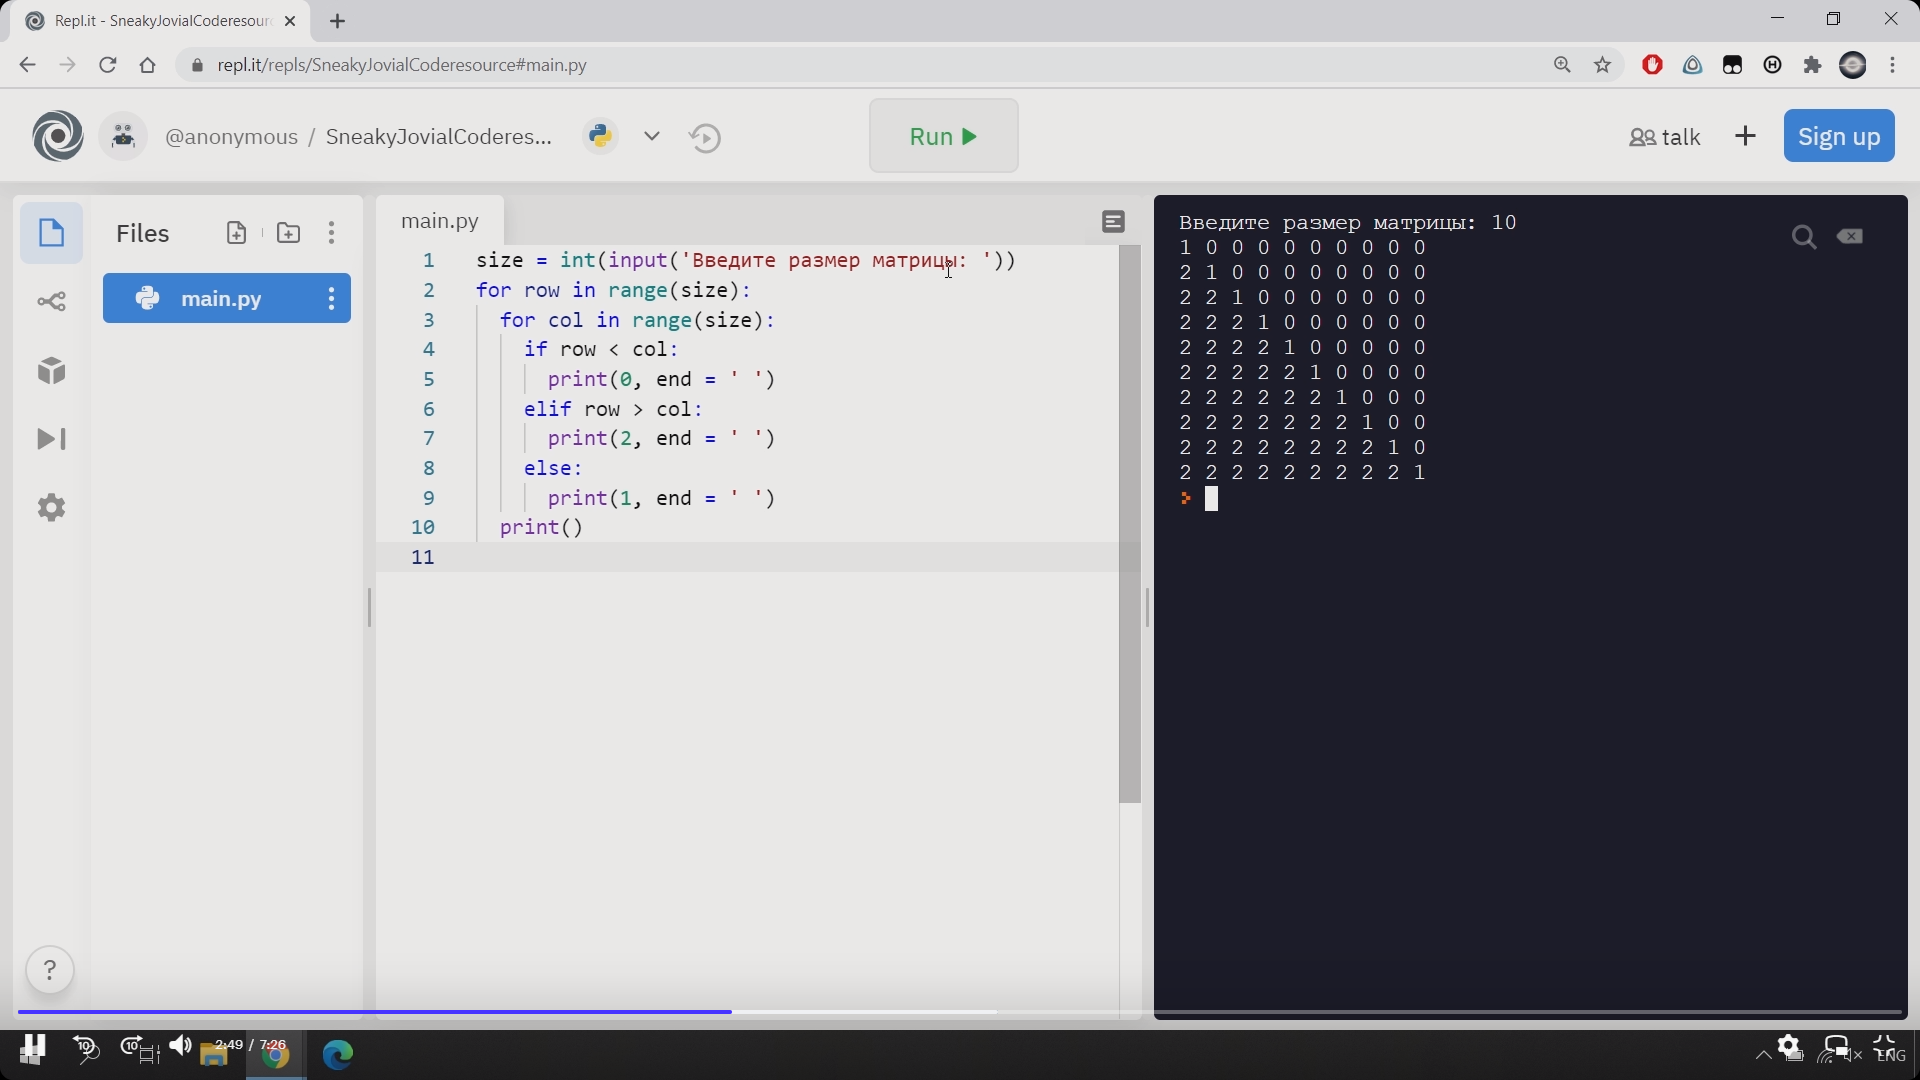 Repl.it - SneakyJovialCoderesour
repl.it/repls/SneakyJovialCoderesource#main.py
@anonymous / SneakyJovialCoderes...
Run
talk
Sign up
Files
main.py
main.py
1 size = int(input('Введите размер матрицы: '))
2 for row in range(size):
3 for col in range(size):
4 if row < col:
5 print(0, end = ' ')
6 elif row > col:
7 print(2, end = ' ')
8 else:
9 print(1, end = ' ')
10 print()
11
Введите размер матрицы: 10
1 0 0 0 0 0 0 0 0 0
2 1 0 0 0 0 0 0 0 0
2 2 1 0 0 0 0 0 0 0
2 2 2 1 0 0 0 0 0 0
2 2 2 2 1 0 0 0 0 0
2 2 2 2 2 1 0 0 0 0
2 2 2 2 2 2 1 0 0 0
2 2 2 2 2 2 2 1 0 0
2 2 2 2 2 2 2 2 1 0
2 2 2 2 2 2 2 2 2 1
?
10
10
2:49 / 7:26
ENG